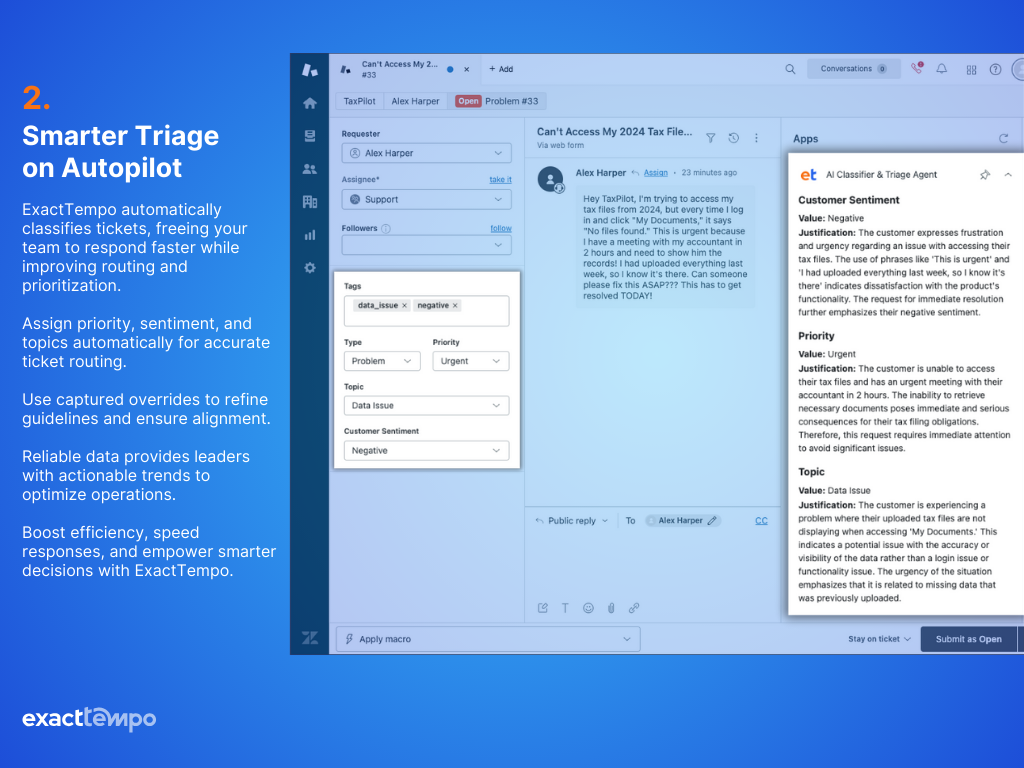 2.
Smarter Triage
on Autopilot
ExactTempo automatically
classifies tickets, freeing your
team to respond faster while
improving routing and
prioritization.
Assign priority, sentiment, and
topics automatically for accurate
ticket routing.
Use captured overrides to refine
guidelines and ensure alignment.
Reliable data provides leaders
with actionable trends to
optimize operations.
Boost efficiency, speed
responses, and empower smarter
decisions with ExactTempo.
exacttempo
Can't Access My 2...
#33
+ Add
Conversations 0
TaxPilot
Alex Harper
Open Problem #33
Requester
Alex Harper
Assignee*
take it
Support
Followers
follow
Tags
data_issue ×
negative ×
Type
Priority
Problem
Urgent
Topic
Data Issue
Customer Sentiment
Negative
Can't Access My 2024 Tax File...
Via web form
Alex Harper
Assign
23 minutes ago
Hey TaxPilot, I'm trying to access my
tax files from 2024, but every time I log
in and click "My Documents," it says
"No files found." This is urgent because
I have a meeting with my accountant in
2 hours and need to show him the
records! I had uploaded everything last
week, so I know it's there. Can someone
please fix this ASAP??? This has to get
resolved TODAY!
Public reply
To
Alex Harper
CC
Apply macro
Stay on ticket
Submit as Open
Apps
et AI Classifier & Triage Agent
Customer Sentiment
Value: Negative
Justification: The customer expresses frustration
and urgency regarding an issue with accessing their
tax files. The use of phrases like 'This is urgent' and
'I had uploaded everything last week, so I know it's
there' indicates dissatisfaction with the product's
functionality. The request for immediate resolution
further emphasizes their negative sentiment.
Priority
Value: Urgent
Justification: The customer is unable to access
their tax files and has an urgent meeting with their
accountant in 2 hours. The inability to retrieve
necessary documents poses immediate and serious
consequences for their tax filing obligations.
Therefore, this request requires immediate attention
to avoid significant issues.
Topic
Value: Data Issue
Justification: The customer is experiencing a
problem where their uploaded tax files are not
displaying when accessing 'My Documents.' This
indicates a potential issue with the accuracy or
visibility of the data rather than a login issue or
functionality issue. The urgency of the situation
emphasizes that it is related to missing data that
was previously uploaded.